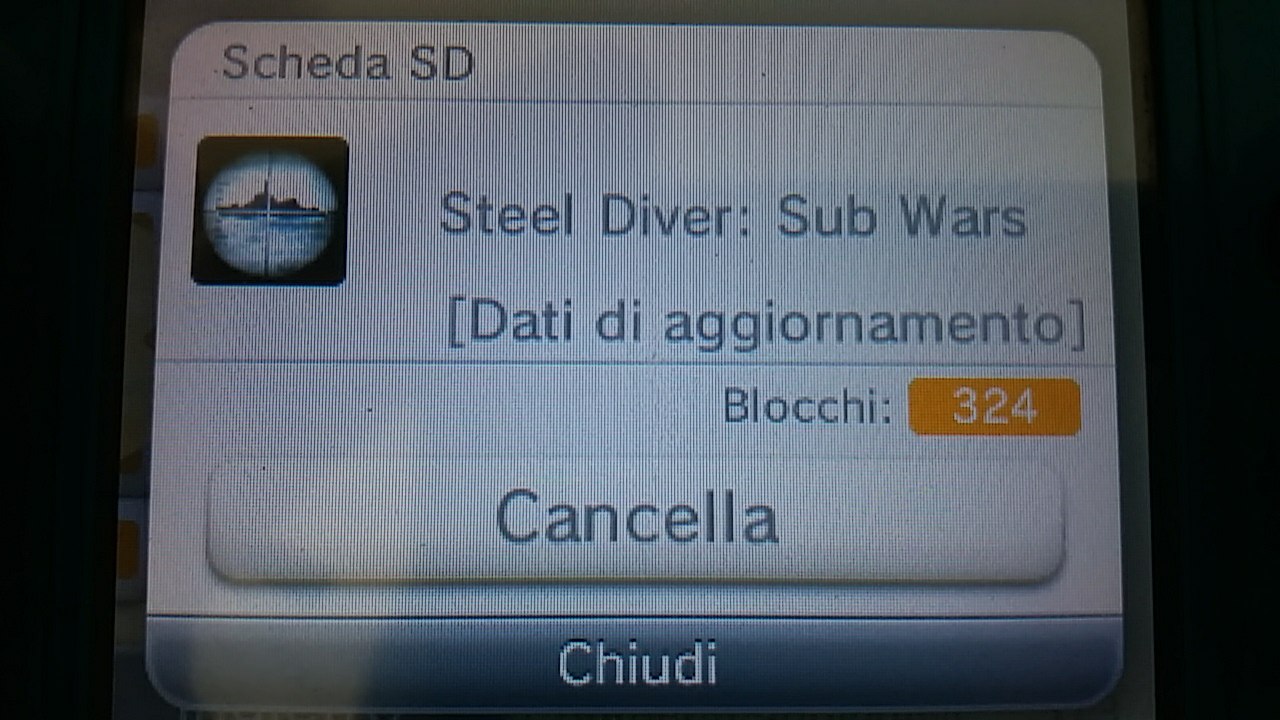 Scheda SD
Steel Diver: Sub Wars
[Dati di aggiornamento]
Blocchi: 324
Cancella
Chiudi